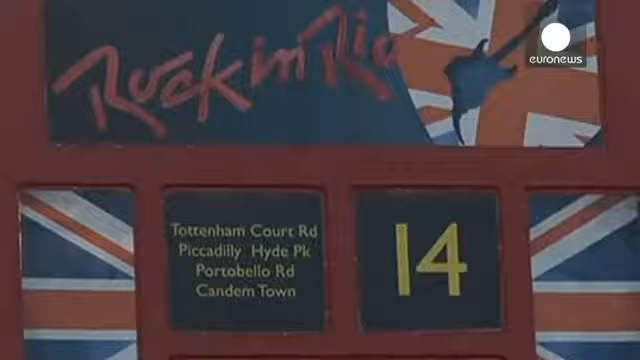 Rock in Rio
euronews
Tottenham Court Rd
Piccadilly Hyde Pk
Portobello Rd
Candem Town
14